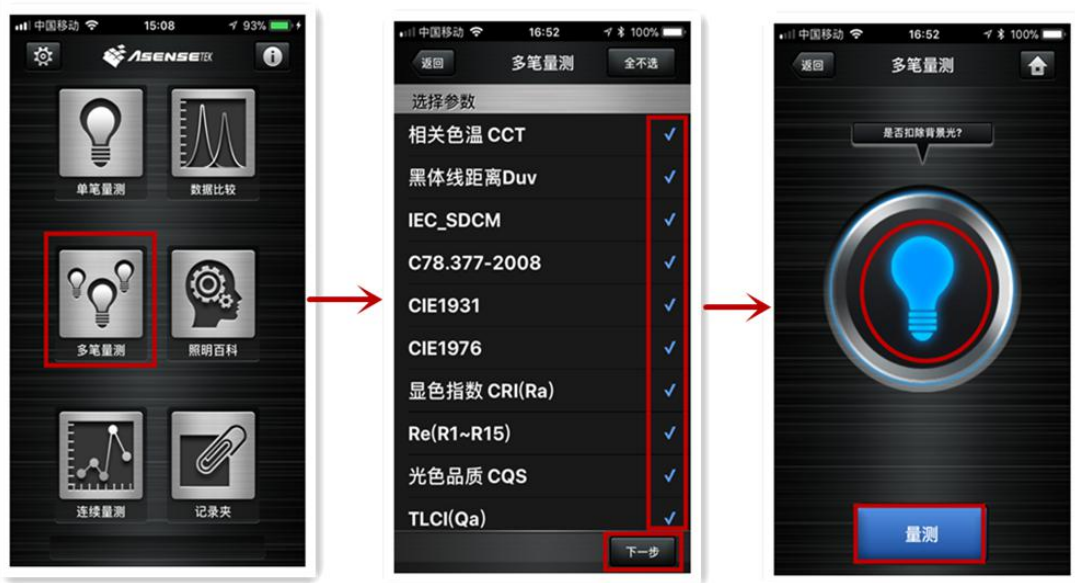 中国移动 15:08 93%
ASENSETEK
单笔量测 数据比较
多笔量测 照明百科
连续量测 记录夹
中国移动 16:52 100%
返回 多笔量测 全不选
选择参数
相关色温 CCT
黑体线距离Duv
IEC_SDCM
C78.377-2008
CIE1931
CIE1976
显色指数 CRI(Ra)
Re(R1~R15)
光色品质 CQS
TLCI(Qa)
下一步
中国移动 16:52 100%
返回 多笔量测
是否扣除背景光?
量测